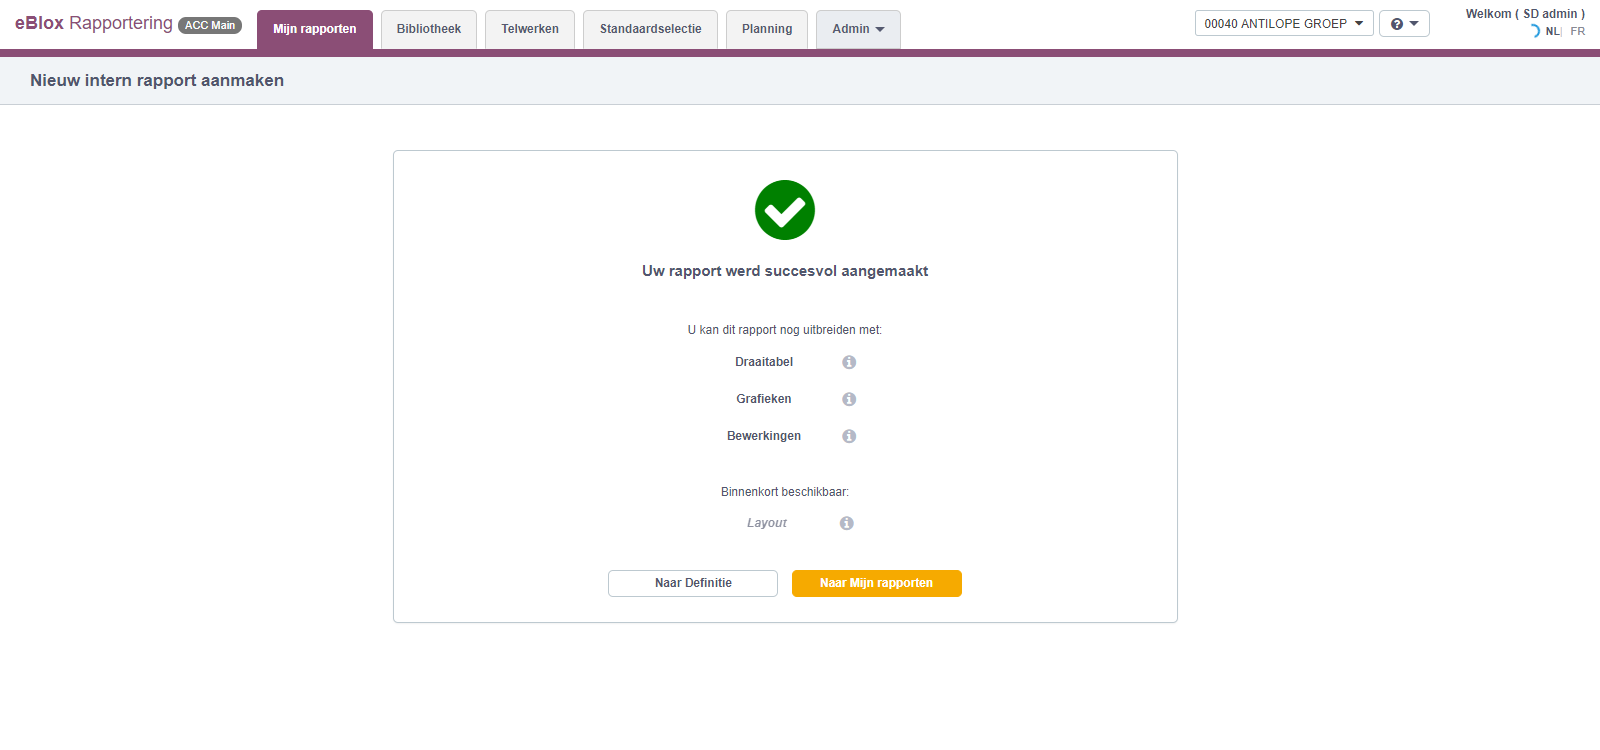 eBlox Rapportering ACC Main
Mijn rapporten
Bibliotheek
Telwerken
Standaardselectie
Planning
Admin
00040 ANTILOPE GROEP
Welkom ( SD admin )
NL| FR
Nieuw intern rapport aanmaken
Uw rapport werd succesvol aangemaakt
U kan dit rapport nog uitbreiden met:
Draaitabel
Grafieken
Bewerkingen
Binnenkort beschikbaar:
Layout
Naar Definitie
Naar Mijn rapporten